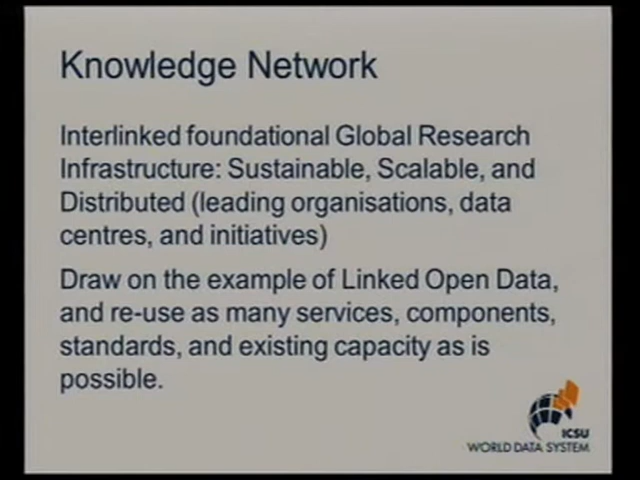 Knowledge Network
Interlinked foundational Global Research
Infrastructure: Sustainable, Scalable, and
Distributed (leading organisations, data
centres, and initiatives)
Draw on the example of Linked Open Data,
and re-use as many services, components,
standards, and existing capacity as is
possible.
ICSU
WORLD DATA SYSTEM